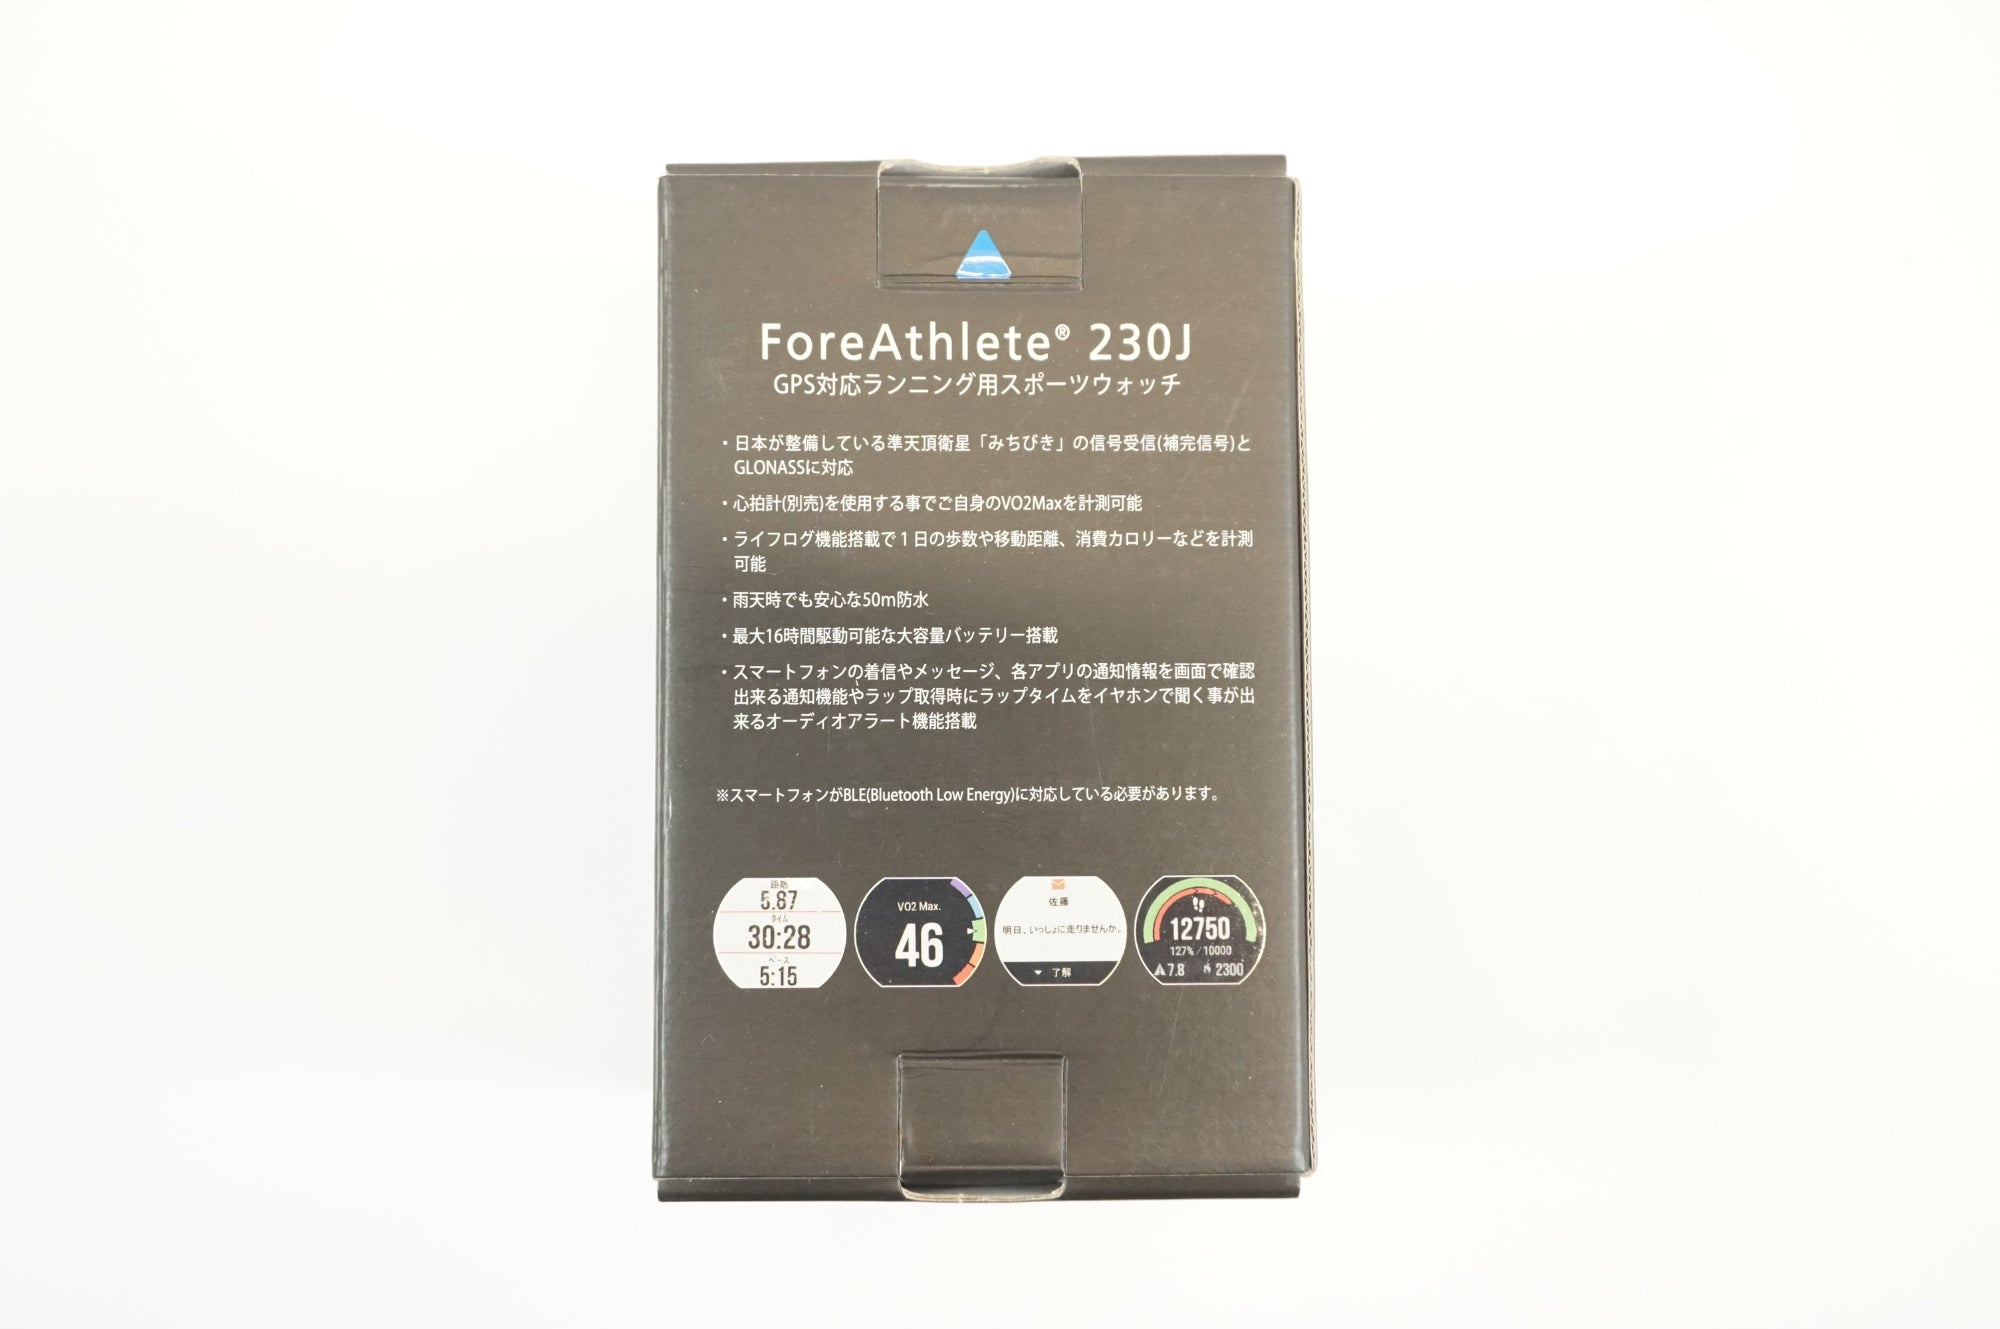 ForeAthlete® 230J
GPS対応ランニング用スポーツウォッチ
・日本が整備している準天頂衛星「みちびき」の信号受信(補完信号)と
GLONASSに対応
・心拍計(別売)を使用する事でご自身のVO2Maxを計測可能
・ライフログ機能搭載で1日の歩数や移動距離、消費カロリーなどを計測
可能
・雨天時でも安心な50m防水
・最大16時間駆動可能な大容量バッテリー搭載
・スマートフォンの着信やメッセージ、各アプリの通知情報を画面で確認
出来る通知機能やラップ取得時にラップタイムをイヤホンで聞く事が出
来るオーディオアラート機能搭載
※スマートフォンがBLE(Bluetooth Low Energy)に対応している必要があります。
距離
5.87
タイム
30:28
ペース
5:15
VO2 Max.
46
佐藤
明日、いっしょに走りませんか。
了解
12750
127% / 10000
7.8 2300